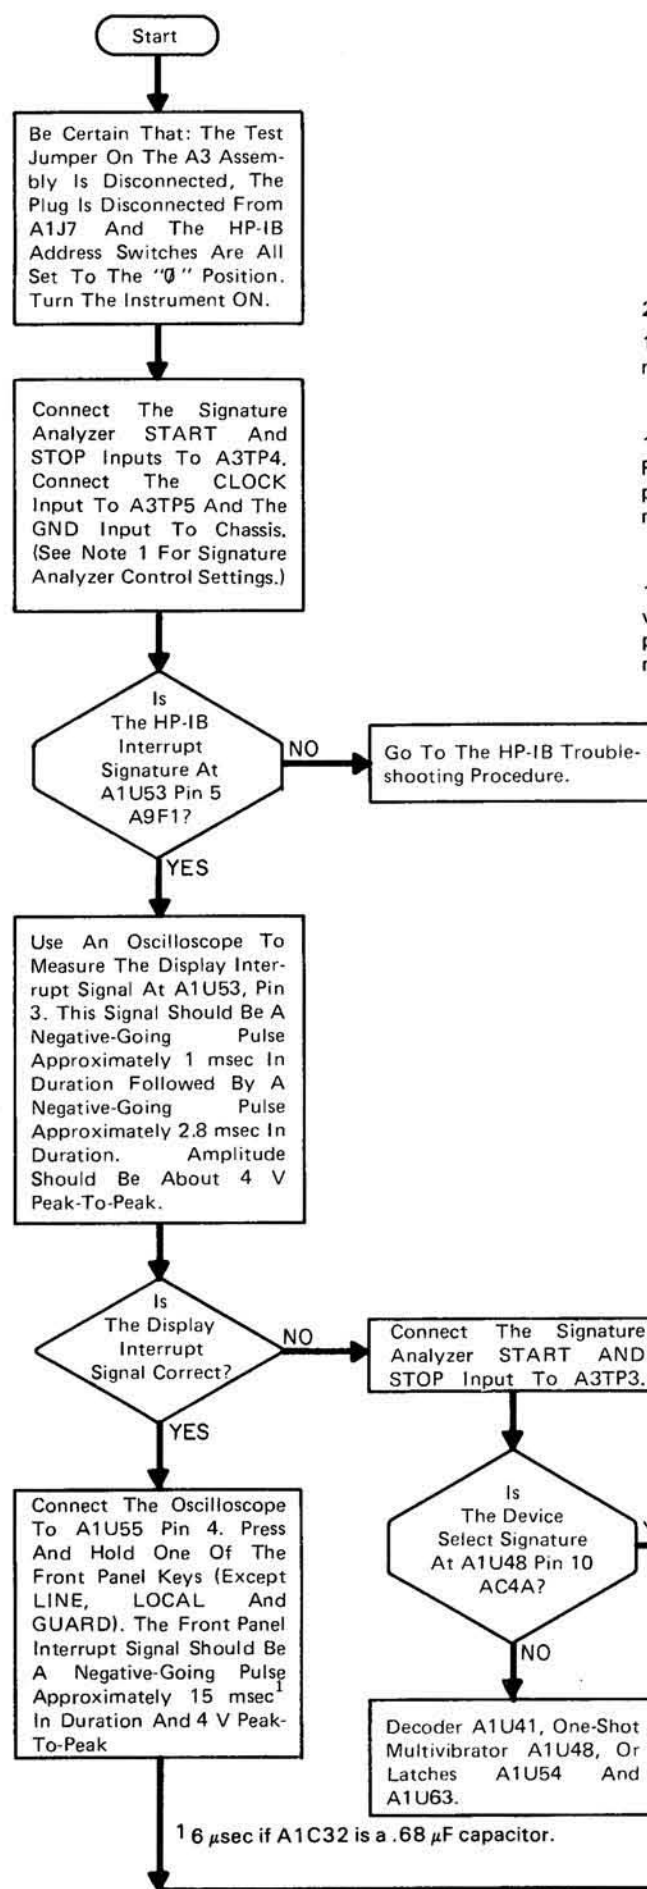 Start
Be Certain That: The Test
Jumper On The A3 Assem-
bly Is Disconnected, The
Plug Is Disconnected From
A1J7 And The HP-IB
Address Switches Are All
Set To The "0" Position.
Turn The Instrument ON.
Connect The Signature
Analyzer START And
STOP Inputs To A3TP4.
Connect The CLOCK
Input To A3TP5 And The
GND Input To Chassis.
(See Note 1 For Signature
Analyzer Control Settings.)
Is
The HP-IB
Interrupt
Signature At
A1U53 Pin 5
A9F1?
NO
Go To The HP-IB Trouble-
shooting Procedure.
YES
Use An Oscilloscope To
Measure The Display Inter-
rupt Signal At A1U53, Pin
3. This Signal Should Be A
Negative-Going Pulse
Approximately 1 msec In
Duration Followed By A
Negative-Going Pulse
Approximately 2.8 msec In
Duration. Amplitude
Should Be About 4 V
Peak-To-Peak.
Is
The Display
Interrupt
Signal Correct?
NO
Connect The Signature
Analyzer START AND
STOP Input To A3TP3.
YES
Is
The Device
Select Signature
At A1U48 Pin 10
AC4A?
NO
Connect The Oscilloscope
To A1U55 Pin 4. Press
And Hold One Of The
Front Panel Keys (Except
LINE, LOCAL And
GUARD). The Front Panel
Interrupt Signal Should Be
A Negative-Going Pulse
Approximately 15 msec¹
In Duration And 4 V Peak-
To-Peak
Decoder A1U41, One-Shot
Multivibrator A1U48, Or
Latches A1U54 And
A1U63.
¹ 6 μsec if A1C32 is a .68 μF capacitor.